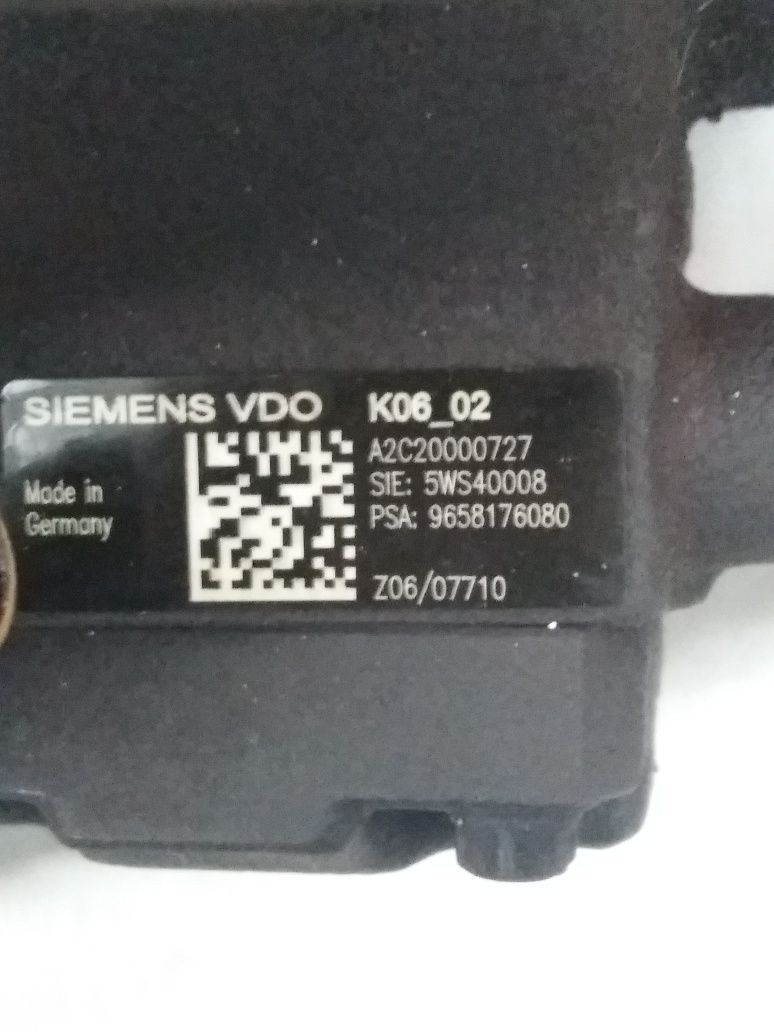 SIEMENS VDO K06_02
A2C20000727
SIE: 5WS40008
PSA: 9658176080
Made in
Germany
Z06/07710